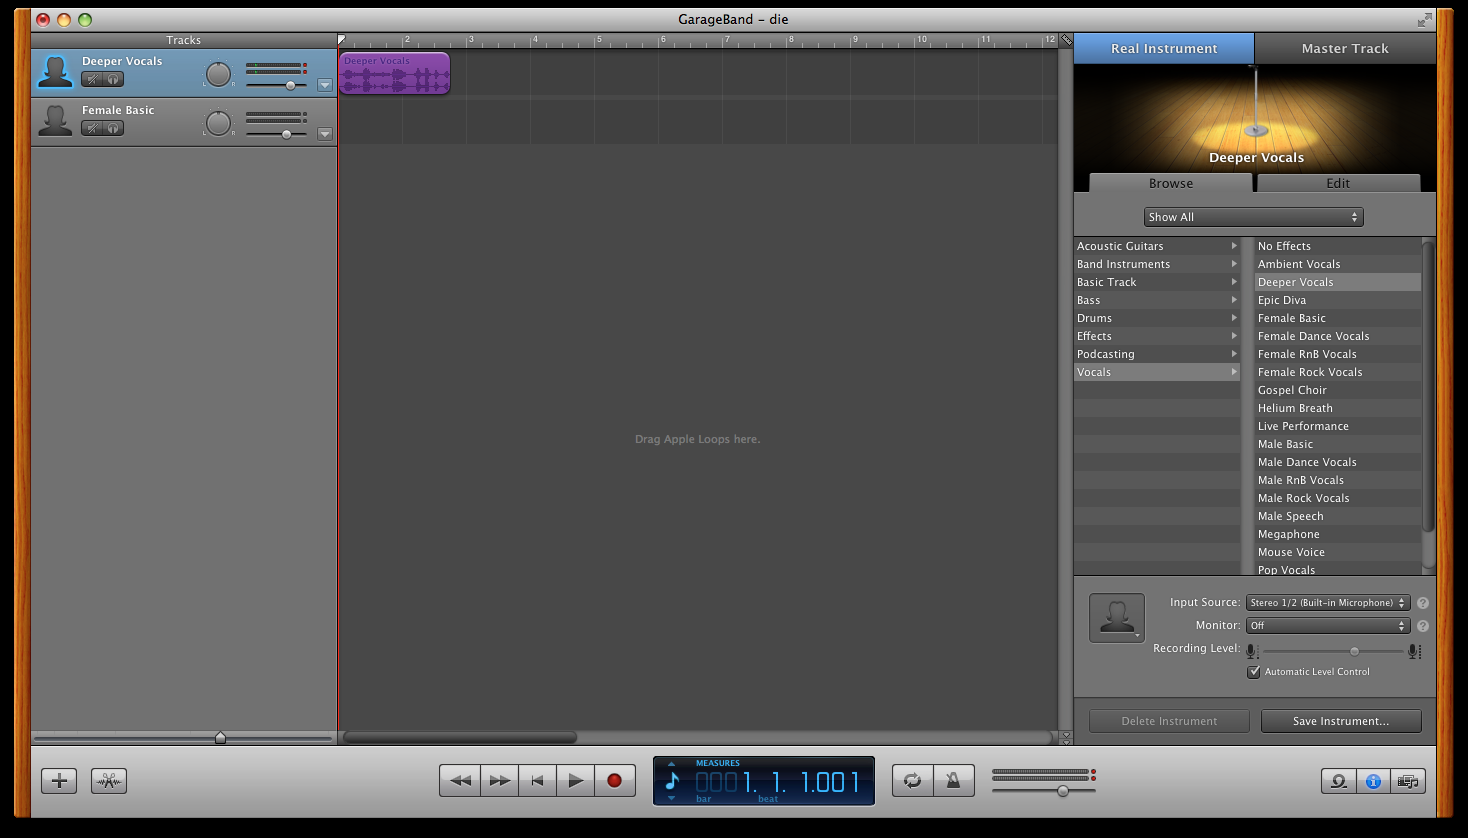 GarageBand - die
Tracks
2 3 4 5 6 7 8 9 10 11 12
Real Instrument
Master Track
Deeper Vocals
L R
Deeper Vocals
Female Basic
L R
Deeper Vocals
Browse
Edit
Show All
Acoustic Guitars
Band Instruments
Basic Track
Bass
Drums
Effects
Podcasting
Vocals
No Effects
Ambient Vocals
Deeper Vocals
Epic Diva
Female Basic
Female Dance Vocals
Female RnB Vocals
Female Rock Vocals
Gospel Choir
Helium Breath
Live Performance
Male Basic
Male Dance Vocals
Male RnB Vocals
Male Rock Vocals
Male Speech
Megaphone
Mouse Voice
Pop Vocals
Drag Apple Loops here.
Input Source: Stereo 1/2 (Built-in Microphone) ?
Monitor: Off ?
Recording Level:
Automatic Level Control
Delete Instrument
Save Instrument...
MEASURES
0001. 1. 1.001
bar beat